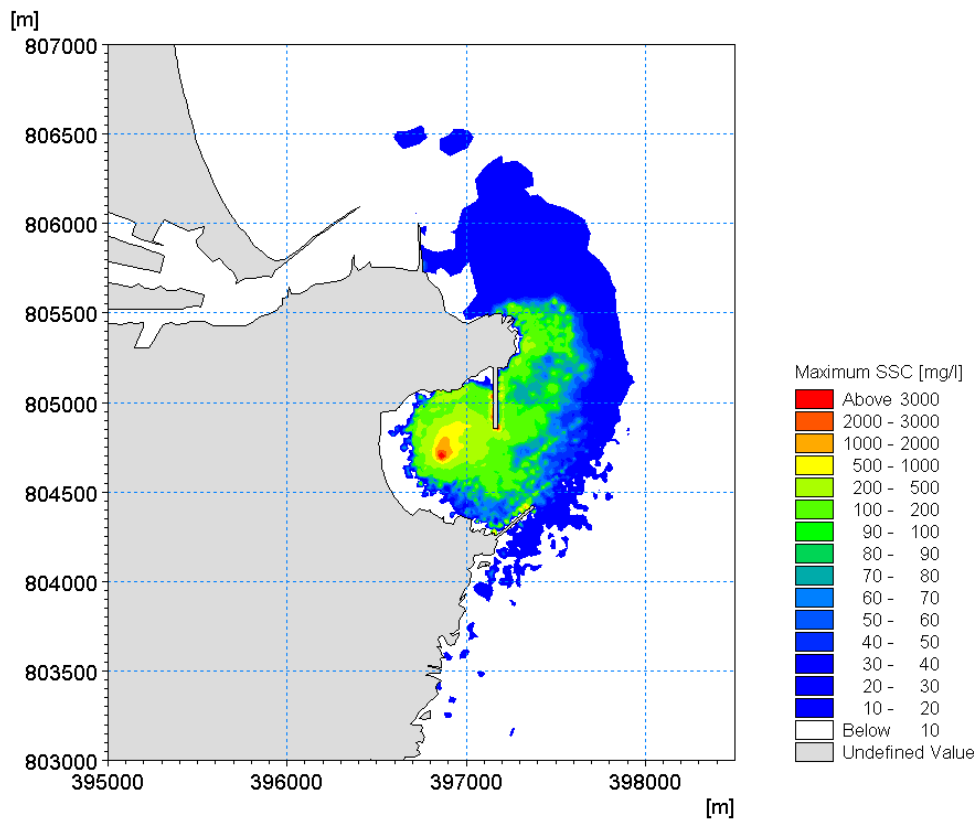 [m]
807000
806500
806000
805500
805000
804500
804000
803500
803000
395000 396000 397000 398000
[m]
Maximum SSC [mg/l]
Above 3000
2000 - 3000
1000 - 2000
500 - 1000
200 - 500
100 - 200
90 - 100
80 - 90
70 - 80
60 - 70
50 - 60
40 - 50
30 - 40
20 - 30
10 - 20
Below 10
Undefined Value